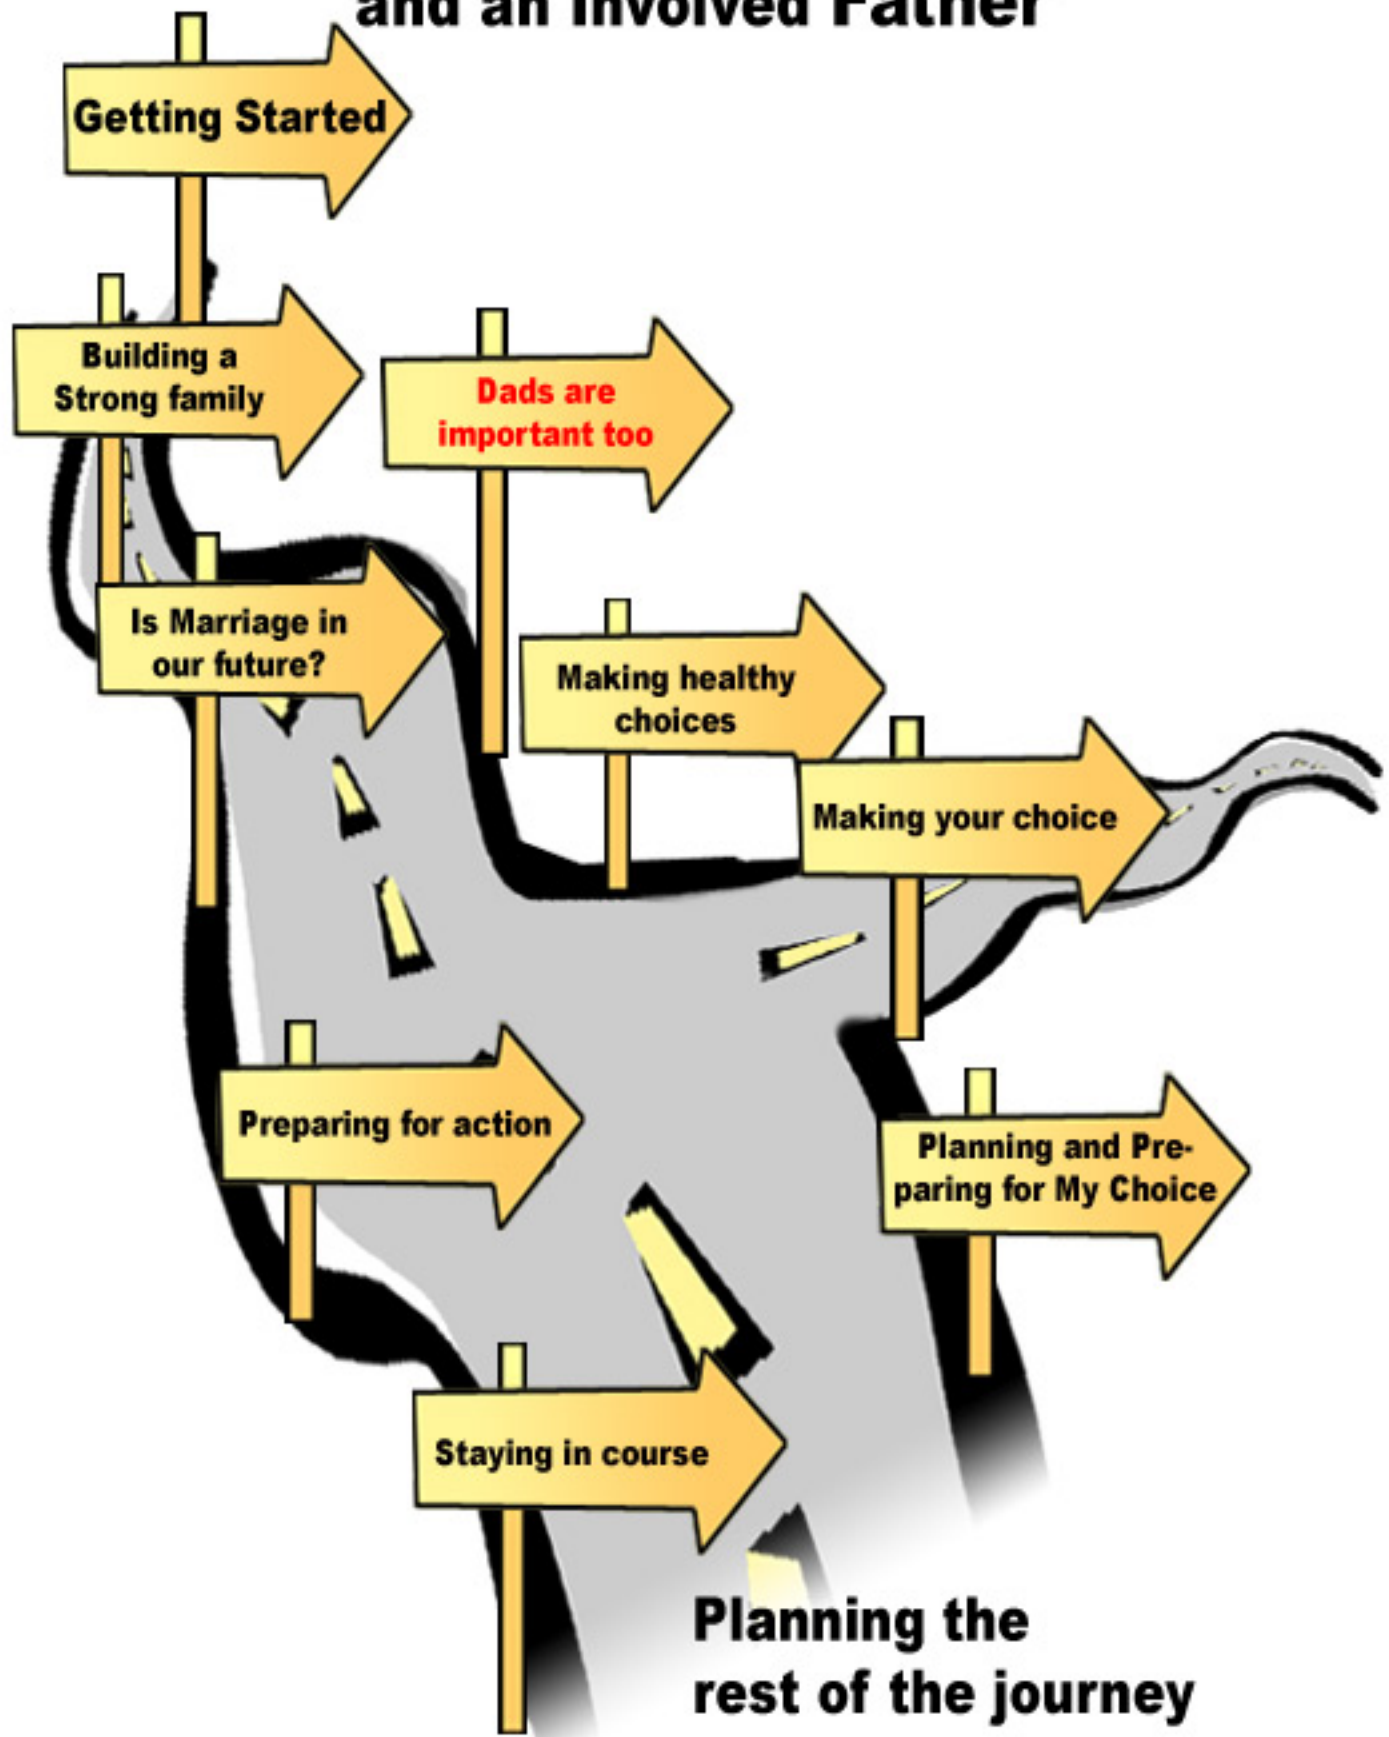 and an Involved Father
Getting Started
Building a
Strong family
Dads are
important too
Is Marriage in
our future?
Making healthy
choices
Making your choice
Preparing for action
Planning and Pre-
paring for My Choice
Staying in course
Planning the
rest of the journey